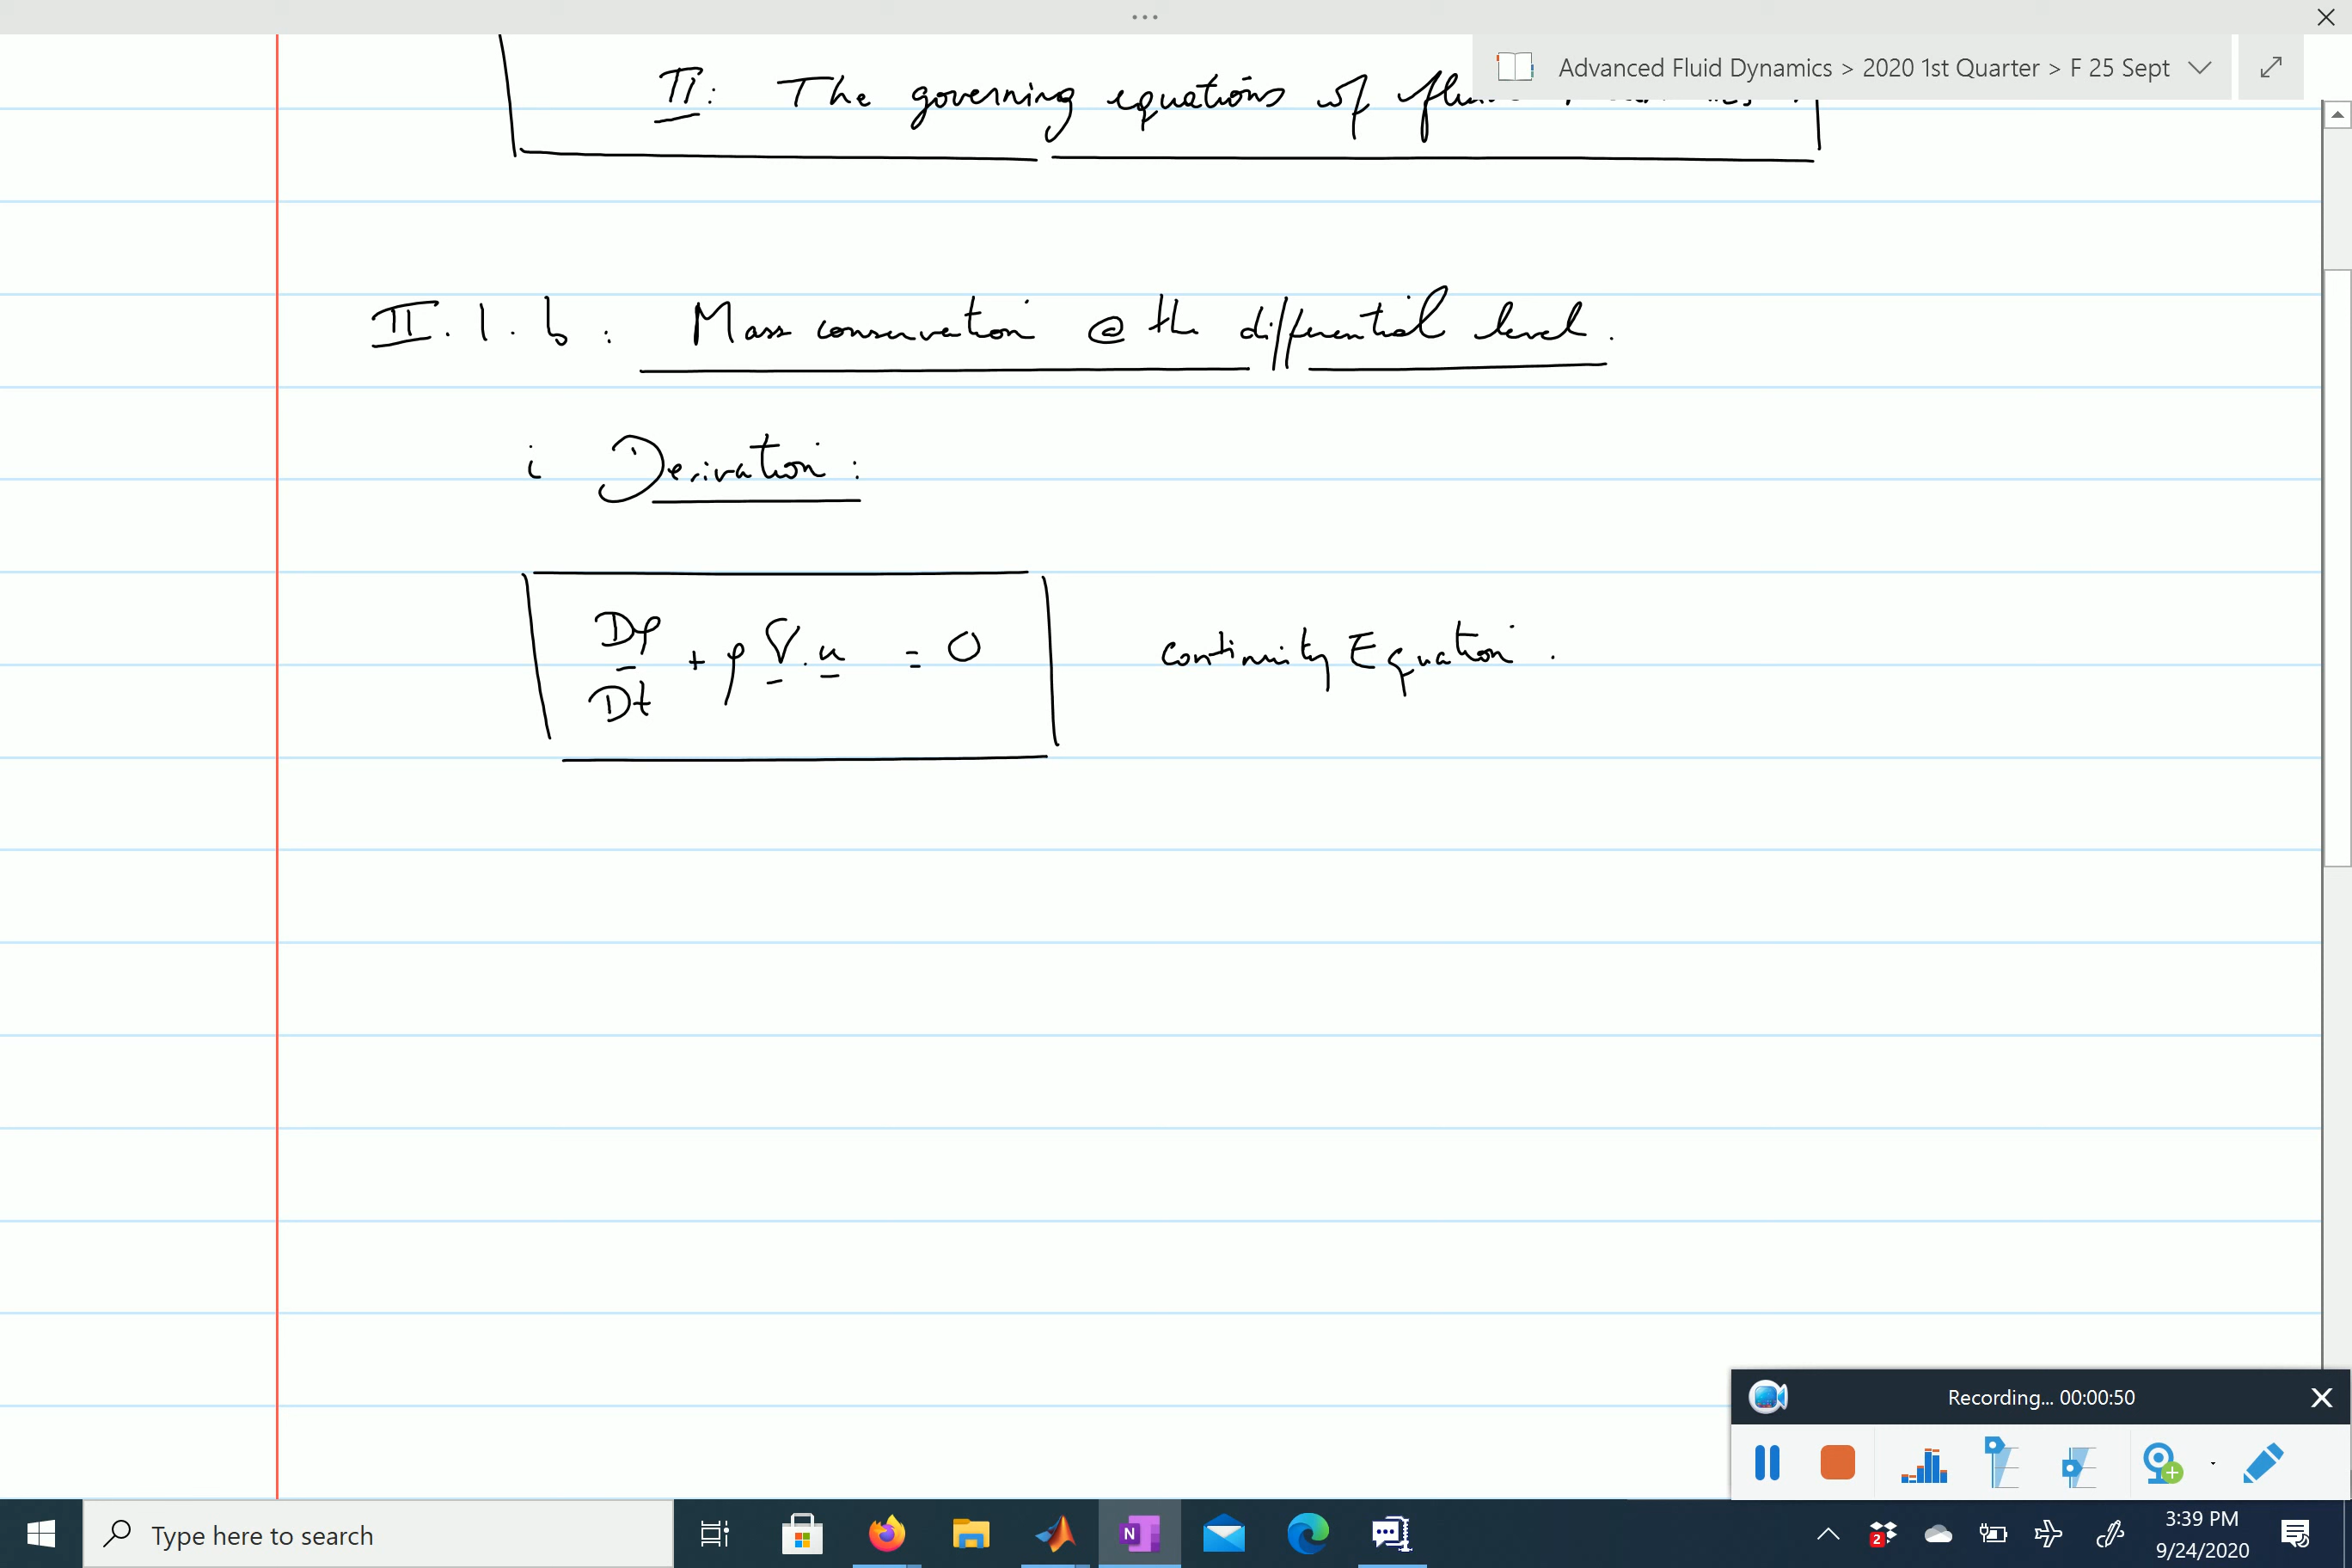 Advanced Fluid Dynamics > 2020 1st Quarter > F 25 Sept
II: The governing equations of
II.1.b: Mass conservation @ the differential level.
i Derivation:
Dρ/Dt + ρ ∇.u = 0 Continuity Equation.
Recording... 00:00:50
Type here to search
N
2
3:39 PM
9/24/2020